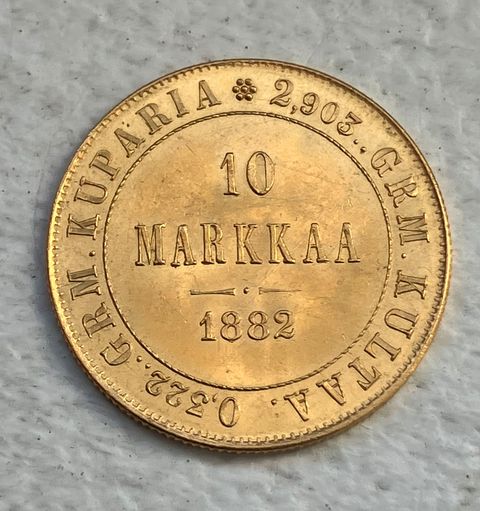 2,903.. GRM. KULTAA. 0,322.. GRM. KUPARIA
10
MARKKAA
1882